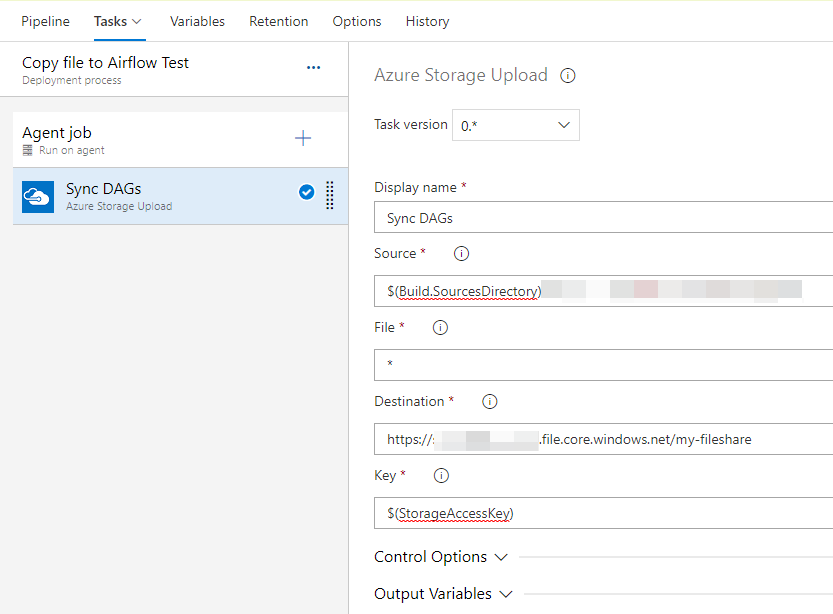 Pipeline Tasks Variables Retention Options History
Copy file to Airflow Test
Deployment process
Agent job
Run on agent
Sync DAGs
Azure Storage Upload
Azure Storage Upload
Task version 0.*
Display name *
Sync DAGs
Source *
$(Build.SourcesDirectory)
File *
*
Destination *
https:// .file.core.windows.net/my-fileshare
Key *
$(StorageAccessKey)
Control Options
Output Variables